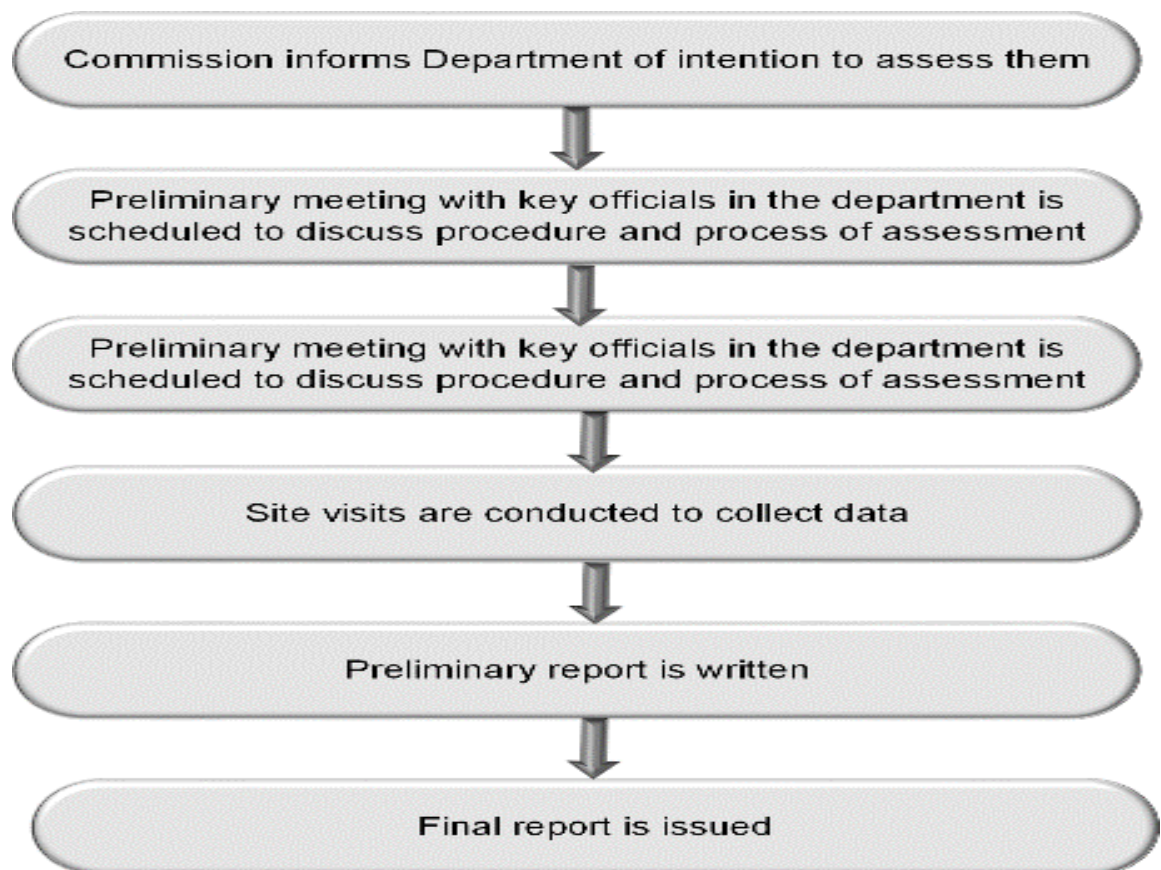 Commission informs Department of intention to assess them
Preliminary meeting with key officials in the department is
scheduled to discuss procedure and process of assessment
Preliminary meeting with key officials in the department is
scheduled to discuss procedure and process of assessment
Site visits are conducted to collect data
Preliminary report is written
Final report is issued